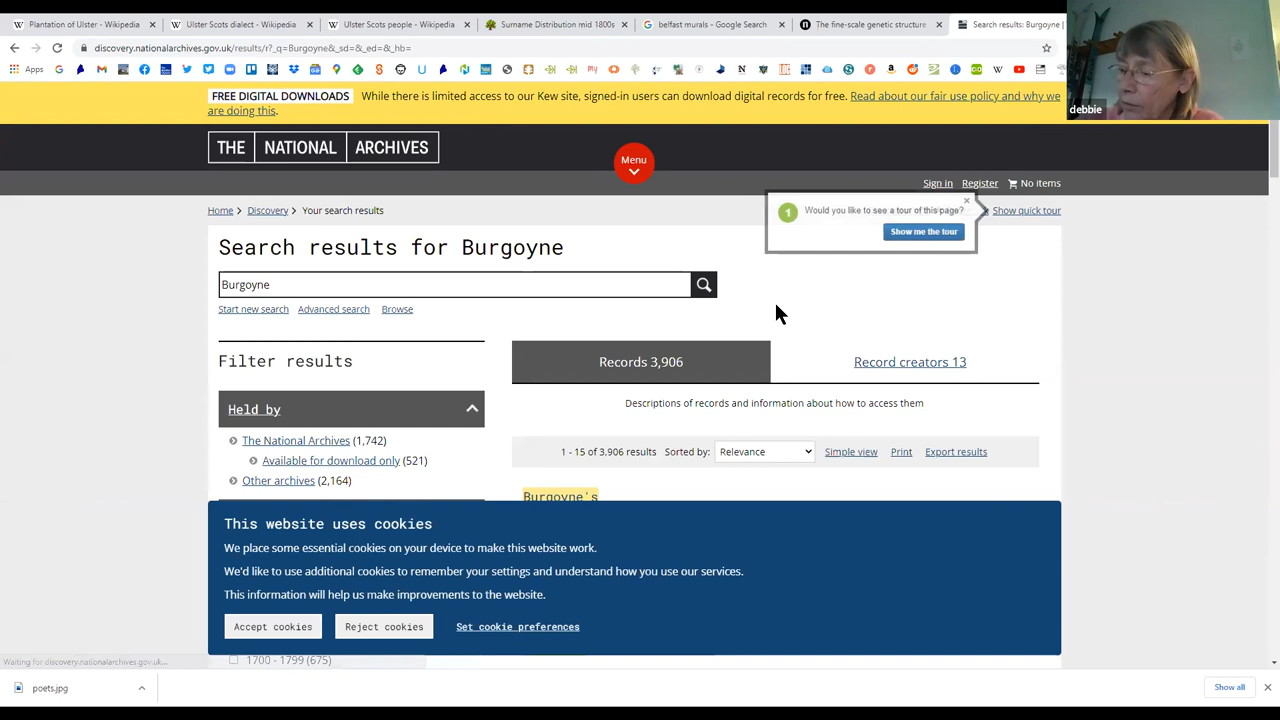 Plantation of Ulster - Wikipedia
Ulster Scots dialect - Wikipedia
Ulster Scots people - Wikipedia
Surname Distribution mid 1800s
belfast murals - Google Search
The fine-scale genetic structure
Search results: Burgoyne |
discovery.nationalarchives.gov.uk/results/r?_q=Burgoyne&_sd=&_ed=&_hb=
Apps
debbie
FREE DIGITAL DOWNLOADS While there is limited access to our Kew site, signed-in users can download digital records for free. Read about our fair use policy and why we
are doing this.
THE NATIONAL ARCHIVES
Menu
Sign in Register No items
Home Discovery Your search results
1 Would you like to see a tour of this page?
Show quick tour
Show me the tour
Search results for Burgoyne
Burgoyne
Start new search Advanced search Browse
Filter results
Records 3,906
Record creators 13
Held by
Descriptions of records and information about how to access them
The National Archives (1,742)
1 - 15 of 3,906 results Sorted by: Relevance Simple view Print Export results
Available for download only (521)
Other archives (2,164)
Burgoyne's
This website uses cookies
We place some essential cookies on your device to make this website work.
We'd like to use additional cookies to remember your settings and understand how you use our services.
This information will help us make improvements to the website.
Accept cookies Reject cookies Set cookie preferences
1700 - 1799 (675)
Waiting for discovery.nationalarchives.gov.uk...
poets.jpg
Show all